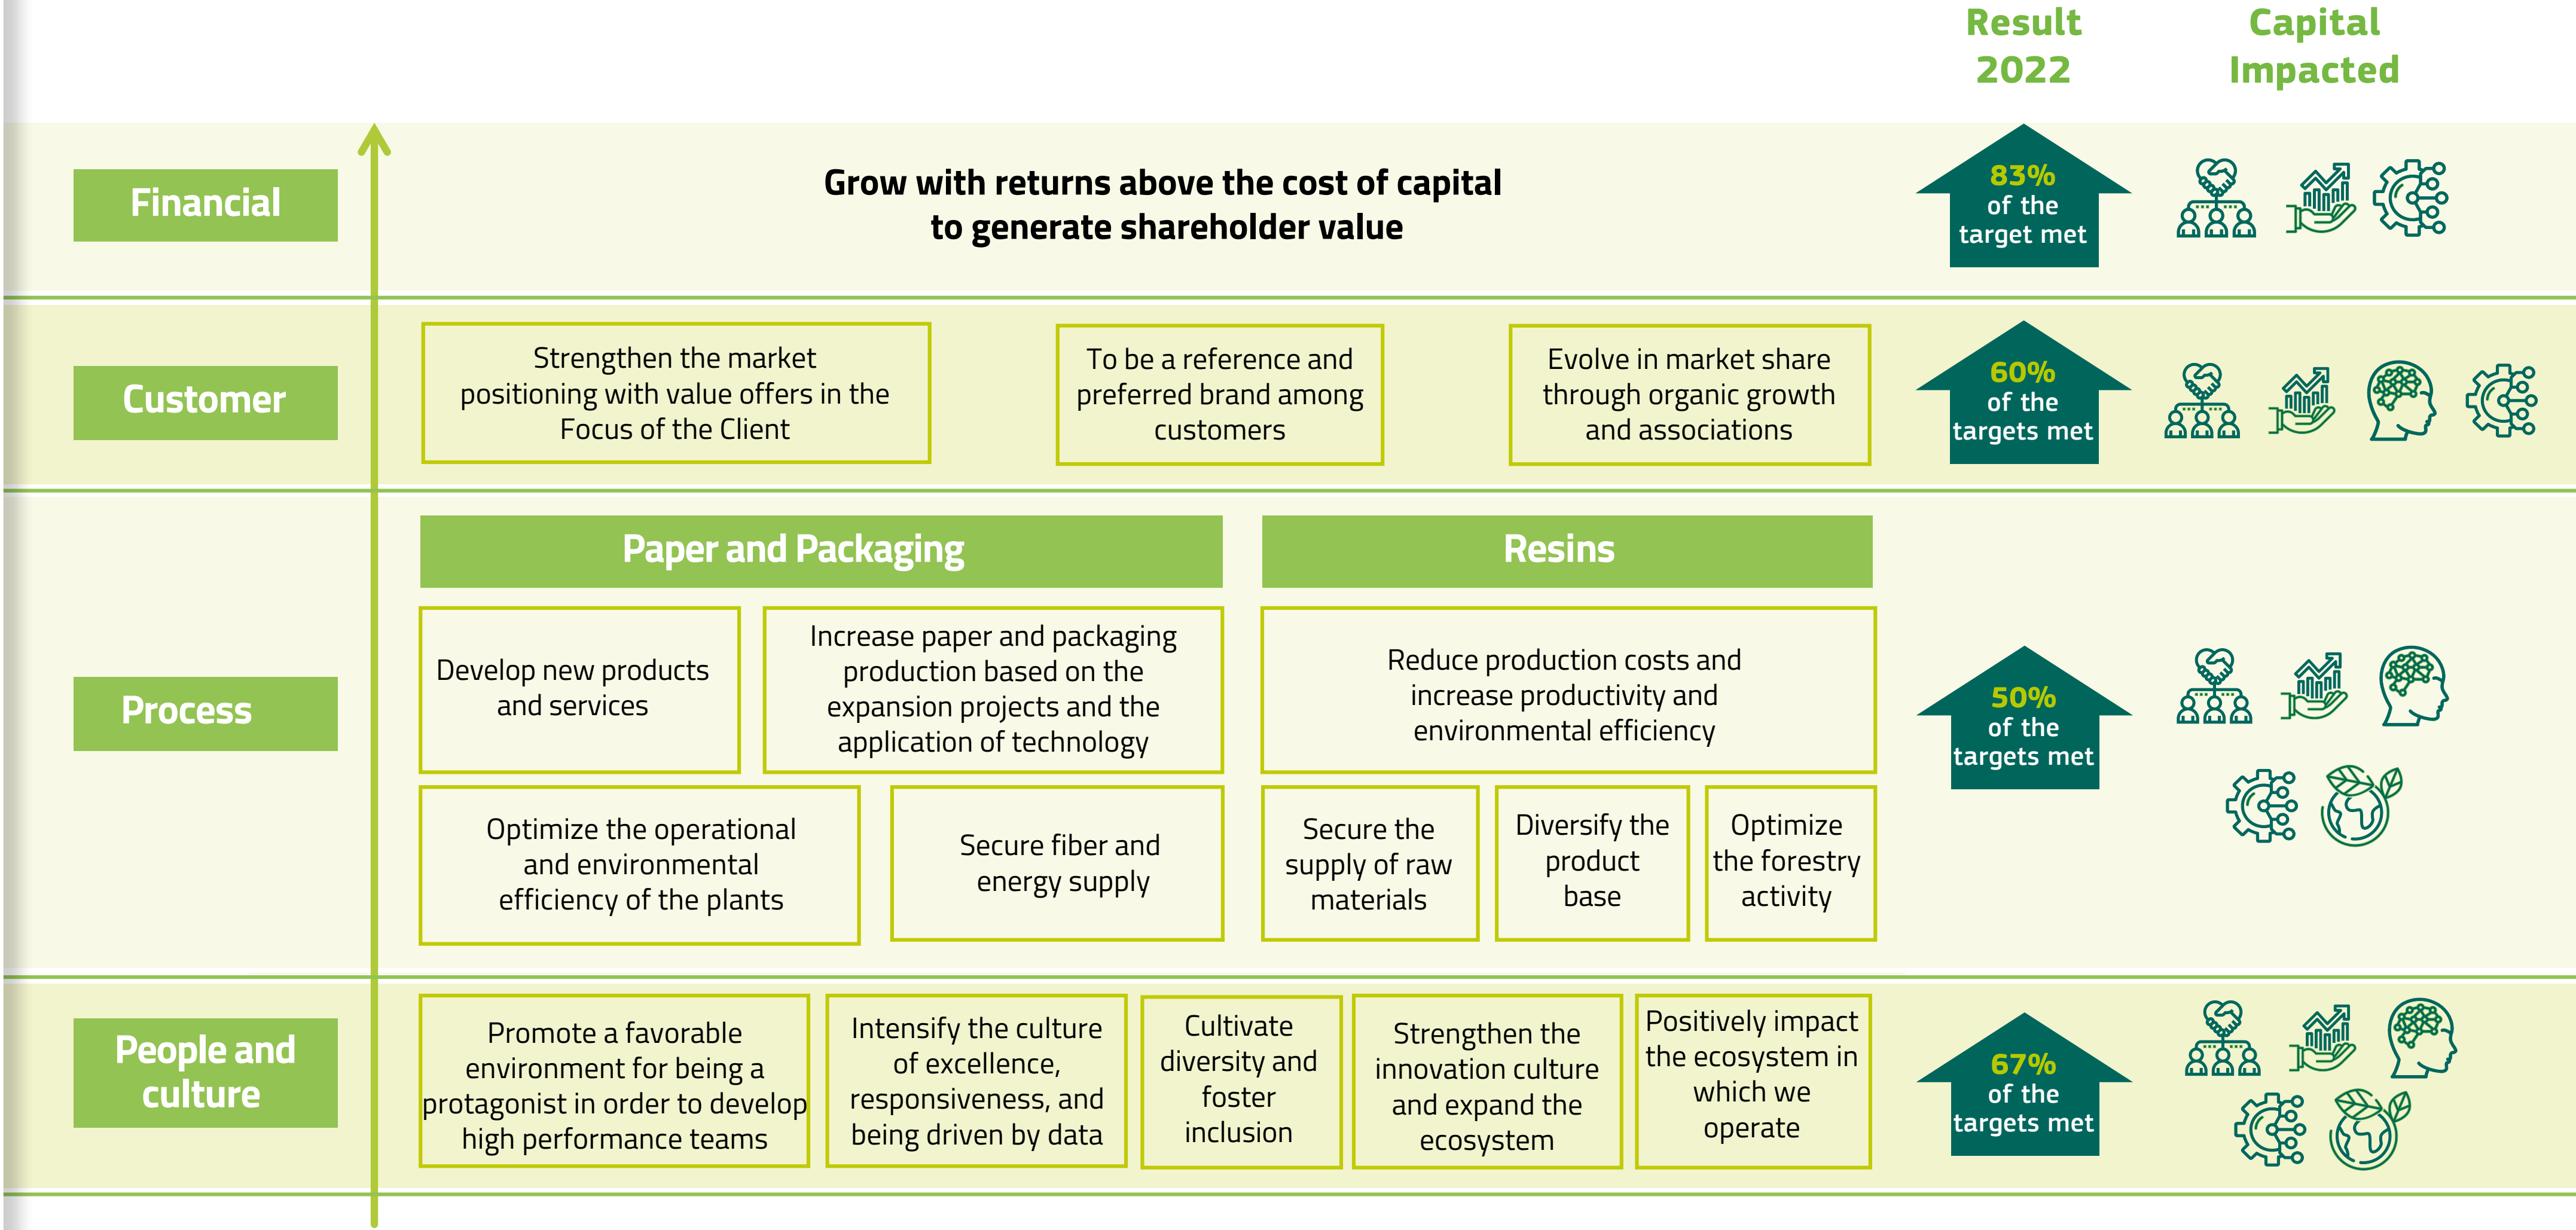 Result
2022
Capital
Impacted
Financial
Grow with returns above the cost of capital
to generate shareholder value
83%
of the
target met
Customer
Strengthen the market
positioning with value offers in the
Focus of the Client
To be a reference and
preferred brand among
customers
Evolve in market share
through organic growth
and associations
60%
of the
targets met
Process
Paper and Packaging
Develop new products
and services
Increase paper and packaging
production based on the
expansion projects and the
application of technology
Optimize the operational
and environmental
efficiency of the plants
Secure fiber and
energy supply
Resins
Reduce production costs and
increase productivity and
environmental efficiency
Secure the
supply of raw
materials
Diversify the
product
base
Optimize
the forestry
activity
50%
of the
targets met
People and
culture
Promote a favorable
environment for being a
protagonist in order to develop
high performance teams
Intensify the culture
of excellence,
responsiveness, and
being driven by data
Cultivate
diversity and
foster
inclusion
Strengthen the
innovation culture
and expand the
ecosystem
Positively impact
the ecosystem in
which we
operate
67%
of the
targets met